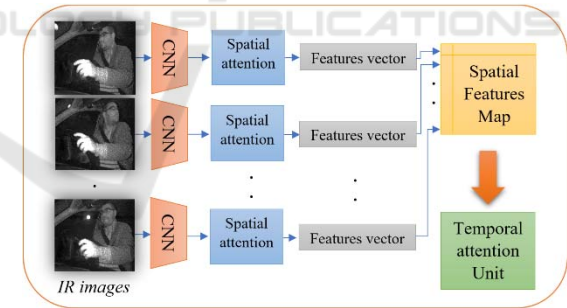 LOGY PUBLICATIONS
CNN
Spatial
attention
Features vector
CNN
Spatial
attention
Features vector
Spatial
Features
Map
CNN
Spatial
attention
Features vector
Temporal
attention
Unit
IR images